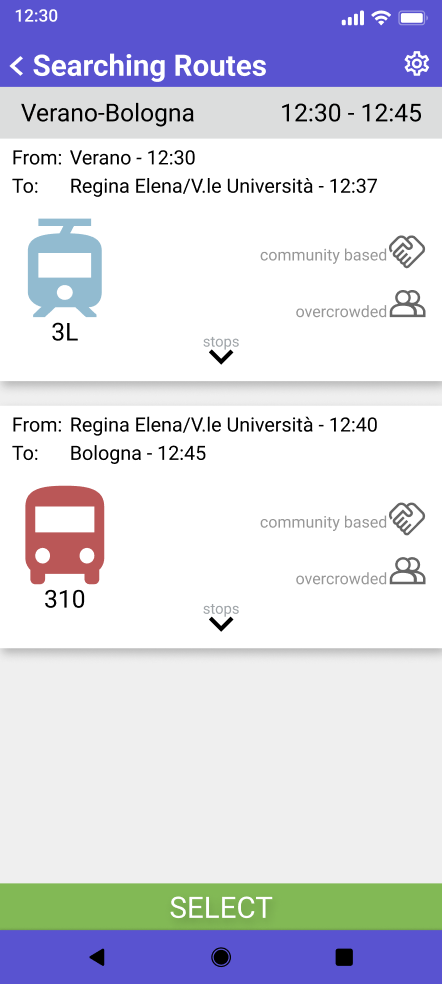 12:30
Searching Routes
Verano-Bologna 12:30 - 12:45
From: Verano - 12:30
To: Regina Elena/V.le Università - 12:37
community based
overcrowded
3L
stops
From: Regina Elena/V.le Università - 12:40
To: Bologna - 12:45
community based
overcrowded
310
stops
SELECT